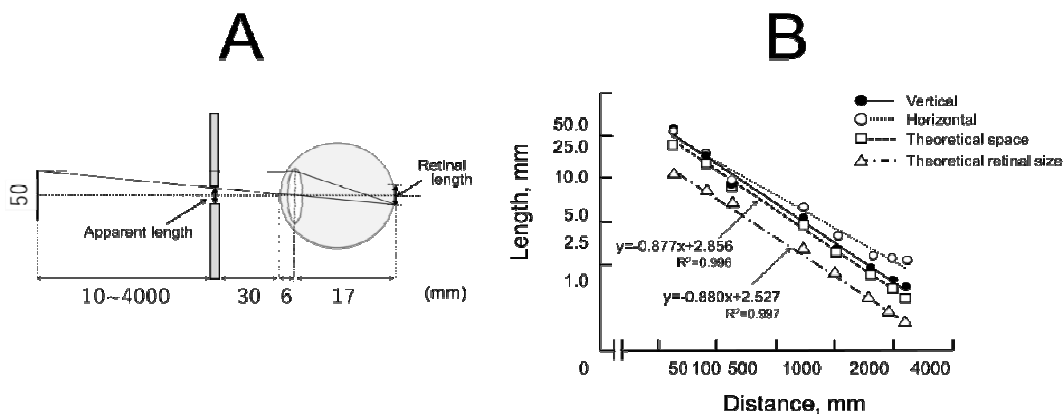 A
50
Apparent length
Retinal
length
10~4000
30
6
17
(mm)
B
Length, mm
50.0
25.0
10.0
5.0
2.5
1.0
0
Vertical
Horizontal
Theoretical space
Theoretical retinal size
y=-0.877x+2.856
R²=0.996
y=-0.880x+2.527
R²=0.997
50 100 500 1000 2000 4000
Distance, mm